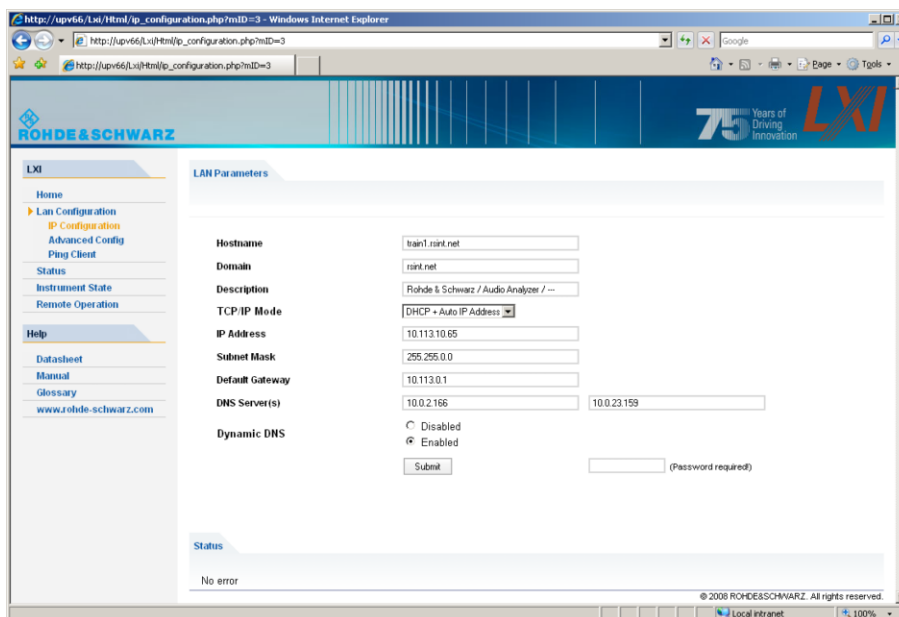 http://upv66/Lxi/Html/ip_configuration.php?mID=3 - Windows Internet Explorer
http://upv66/Lxi/Html/ip_configuration.php?mID=3
Google
http://upv66/Lxi/Html/ip_configuration.php?mID=3
Page
Tools
ROHDE&SCHWARZ
75 Years of
Driving
Innovation
LXI
LXI
Home
Lan Configuration
IP Configuration
Advanced Config
Ping Client
Status
Instrument State
Remote Operation
Help
Datasheet
Manual
Glossary
www.rohde-schwarz.com
LAN Parameters
Hostname train1.rsint.net
Domain rsint.net
Description Rohde & Schwarz / Audio Analyzer / ---
TCP/IP Mode DHCP + Auto IP Address
IP Address 10.113.10.65
Subnet Mask 255.255.0.0
Default Gateway 10.113.0.1
DNS Server(s) 10.0.2.166 10.0.23.159
Dynamic DNS
Disabled
Enabled
Submit (Password required!)
Status
No error
© 2008 ROHDE&SCHWARZ. All rights reserved.
Local intranet 100%